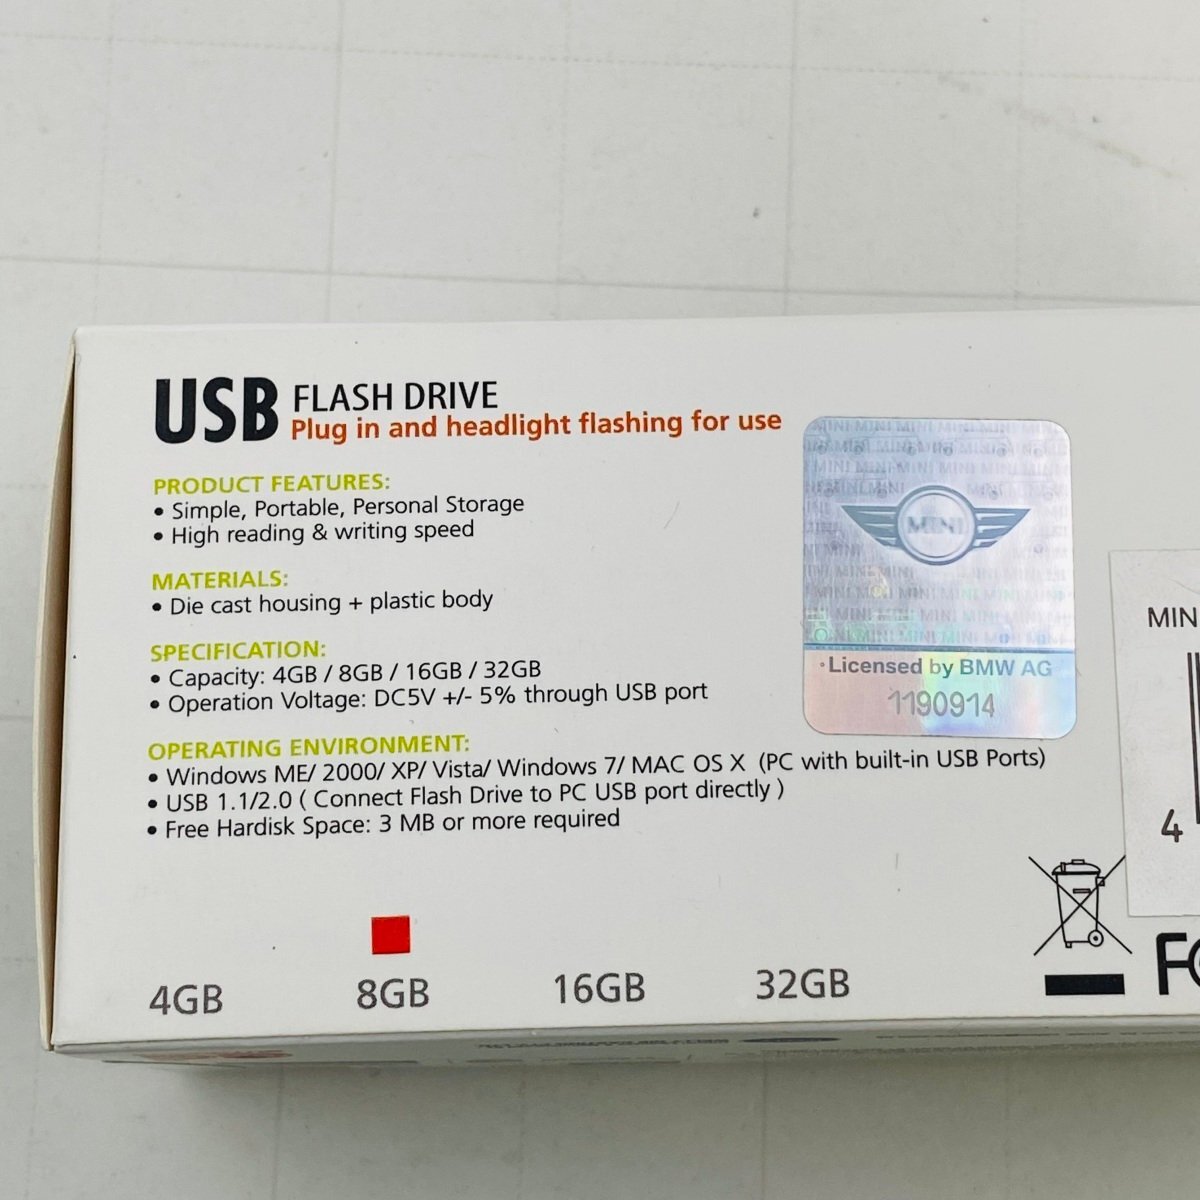 USB FLASH DRIVE
Plug in and headlight flashing for use
PRODUCT FEATURES:
• Simple, Portable, Personal Storage
• High reading & writing speed
MATERIALS:
• Die cast housing + plastic body
SPECIFICATION:
• Capacity: 4GB / 8GB / 16GB / 32GB
• Operation Voltage: DC5V +/- 5% through USB port
OPERATING ENVIRONMENT:
• Windows ME/ 2000/ XP/ Vista/ Windows 7/ MAC OS X (PC with built-in USB Ports)
• USB 1.1/2.0 ( Connect Flash Drive to PC USB port directly )
• Free Hardisk Space: 3 MB or more required
4GB 8GB 16GB 32GB
MINI
Licensed by BMW AG
1190914
MIN
4